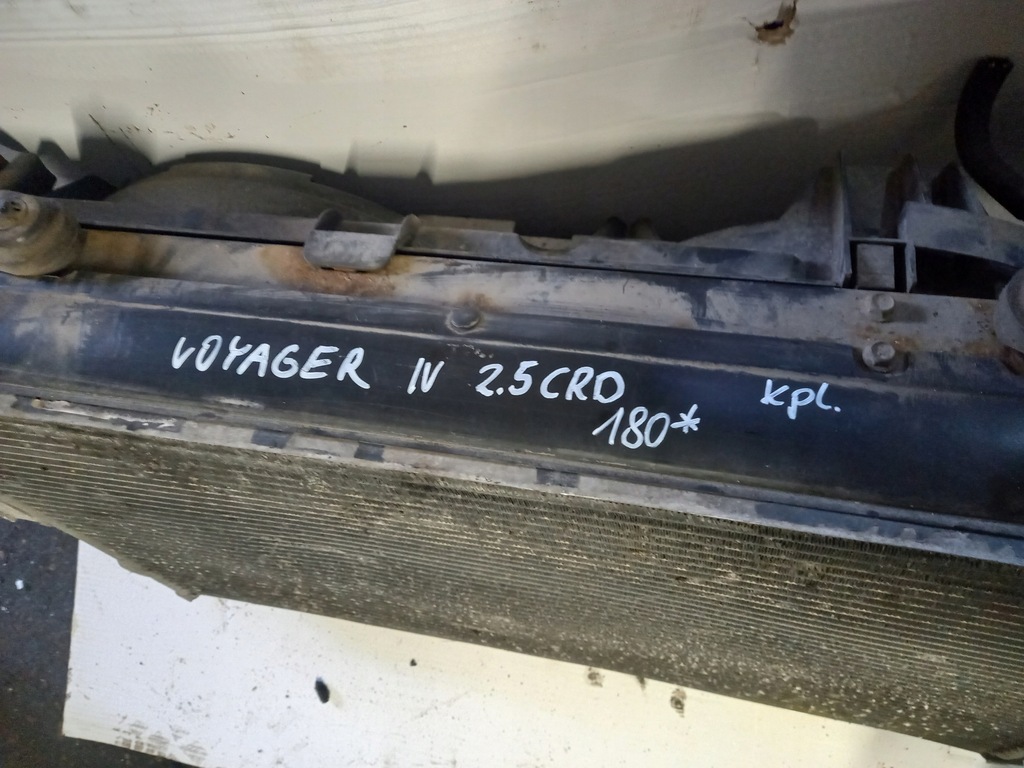 VOYAGER IV 2.5CRD kpl.
180*